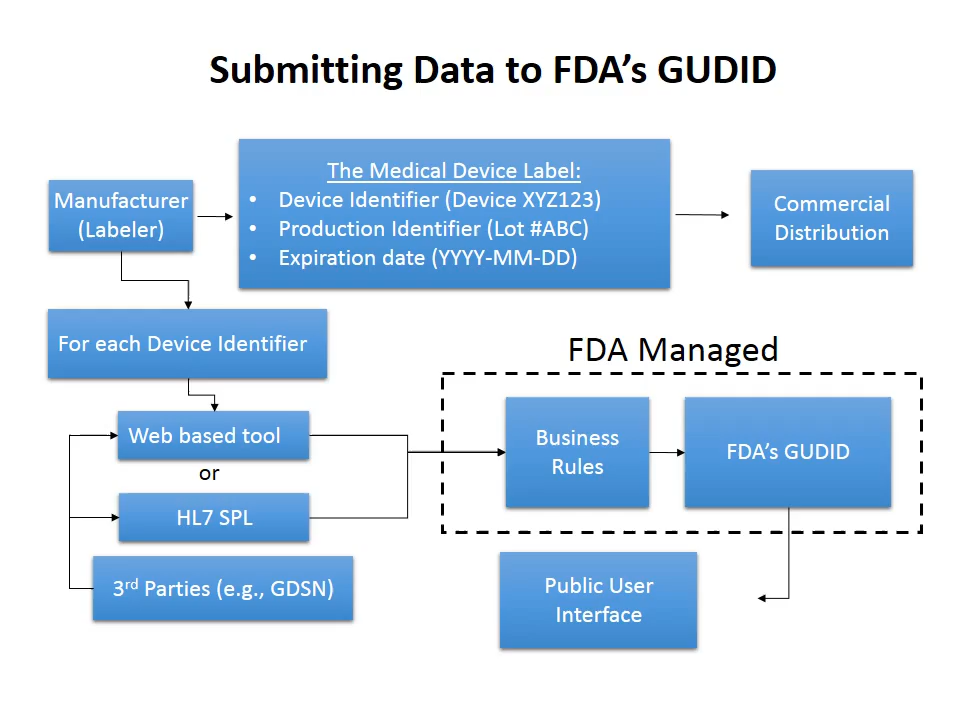 Submitting Data to FDA's GUDID
Manufacturer
(Labeler)
The Medical Device Label:
• Device Identifier (Device XYZ123)
• Production Identifier (Lot #ABC)
• Expiration date (YYYY-MM-DD)
Commercial
Distribution
For each Device Identifier
Web based tool
or
HL7 SPL
3rd Parties (e.g., GDSN)
FDA Managed
Business
Rules
FDA's GUDID
Public User
Interface